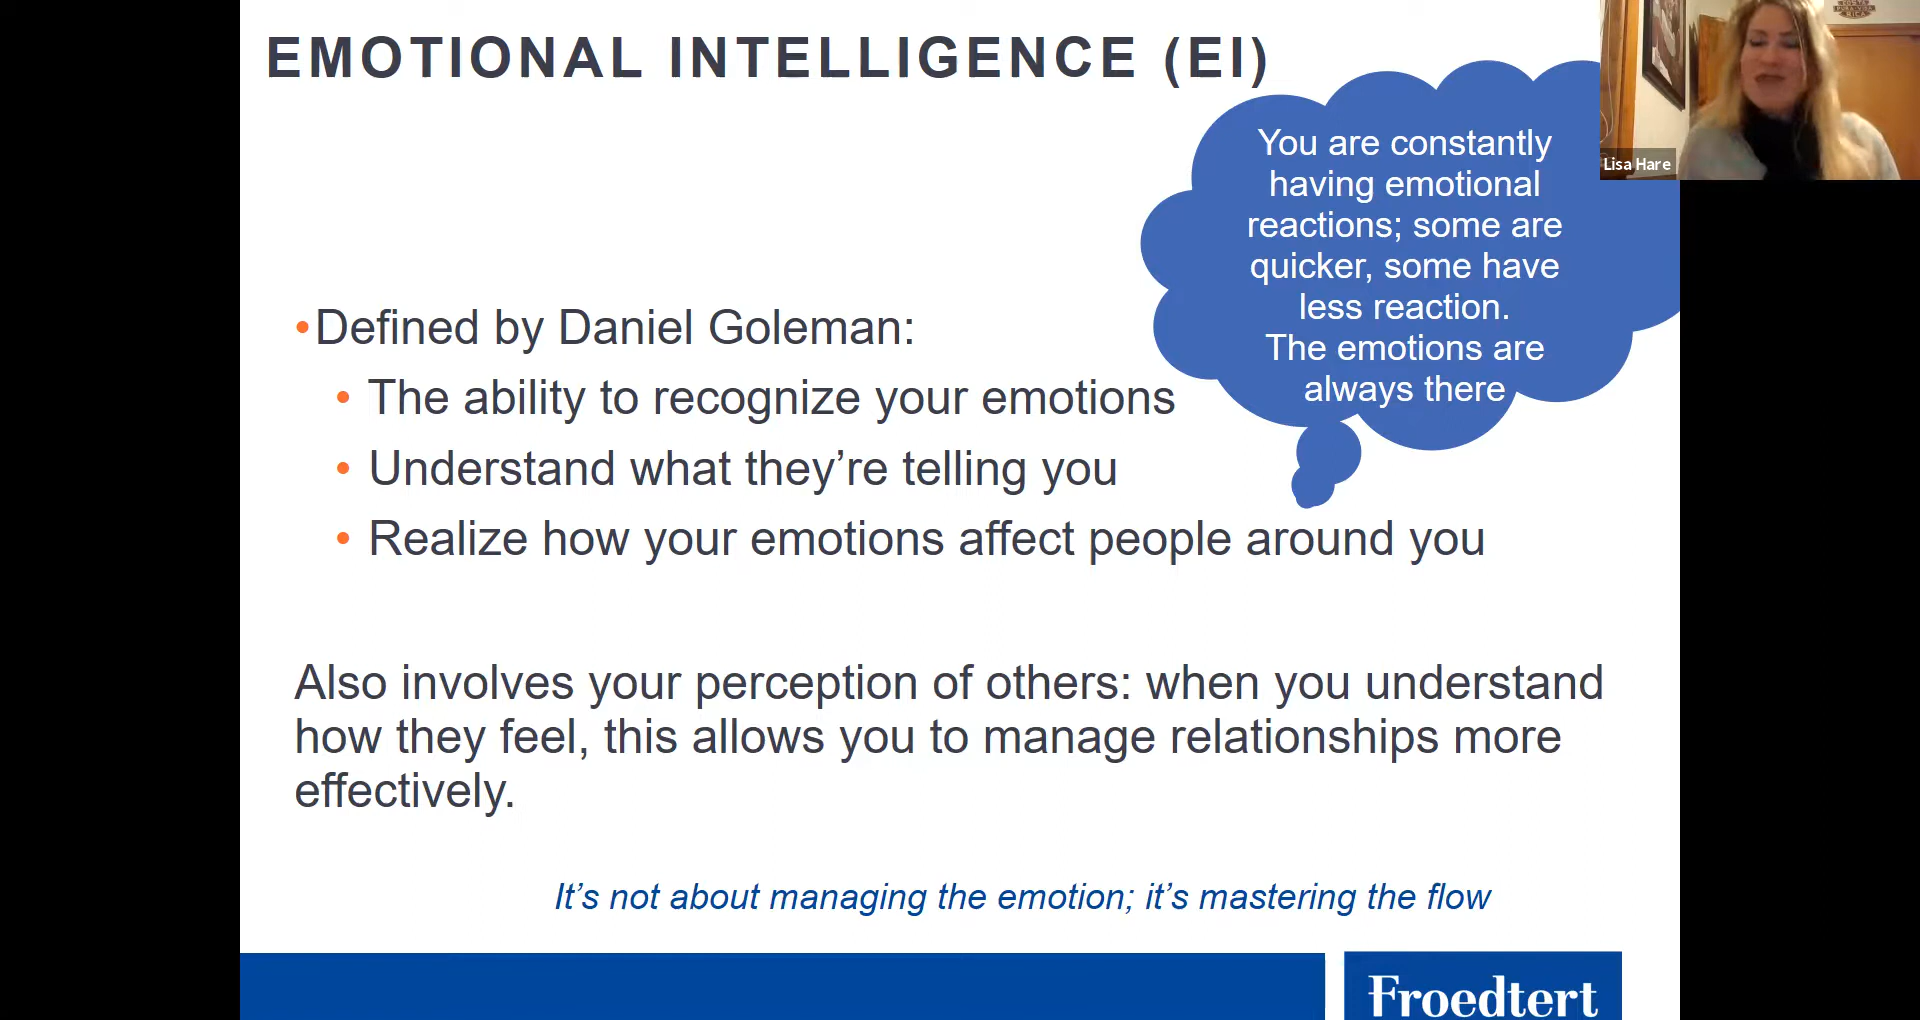 EMOTIONAL INTELLIGENCE (EI)
You are constantly
having emotional
reactions; some are
quicker, some have
less reaction.
The emotions are
always there
Lisa Hare
•Defined by Daniel Goleman:
• The ability to recognize your emotions
• Understand what they’re telling you
• Realize how your emotions affect people around you
Also involves your perception of others: when you understand
how they feel, this allows you to manage relationships more
effectively.
It’s not about managing the emotion; it’s mastering the flow
Froedtert